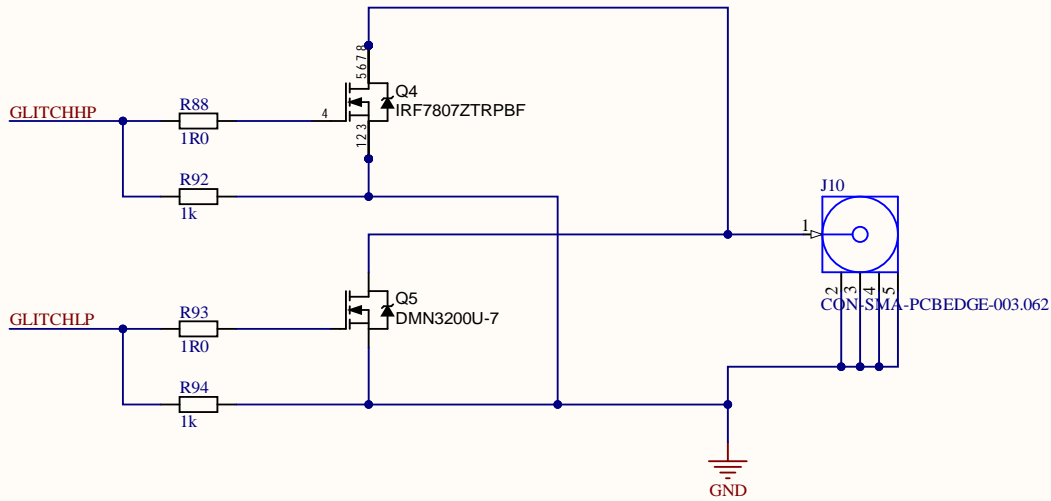 5 6 7 8
Q4
IRF7807ZTRPBF
GLITCHHP
R88
4
1R0
1 2 3
R92
1k
J10
1
2 3 4 5
CON-SMA-PCBEDGE-003.062
Q5
DMN3200U-7
GLITCHLP
R93
1R0
R94
1k
GND